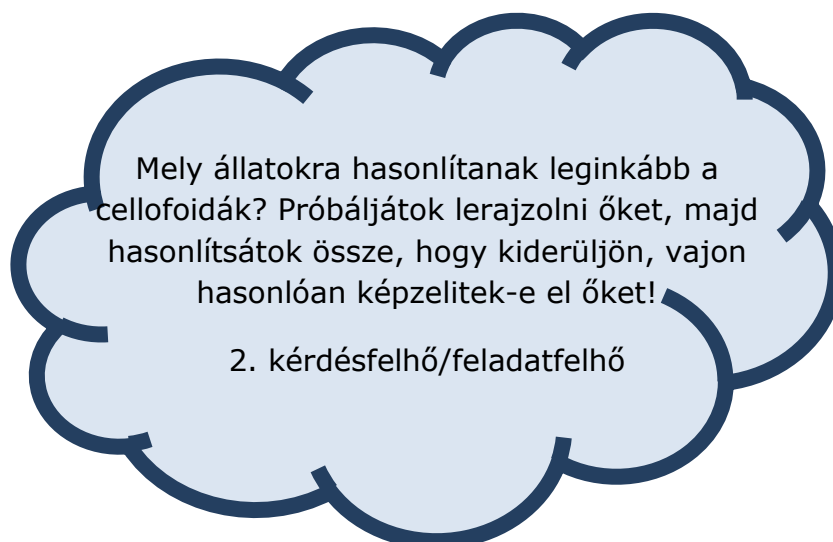 Mely állatokra hasonlítanak leginkább a
cellofoidák? Próbáljátok lerajzolni őket, majd
hasonlítsátok össze, hogy kiderüljön, vajon
hasonlóan képzelitek-e el őket!
2. kérdésfelhő/feladatfelhő